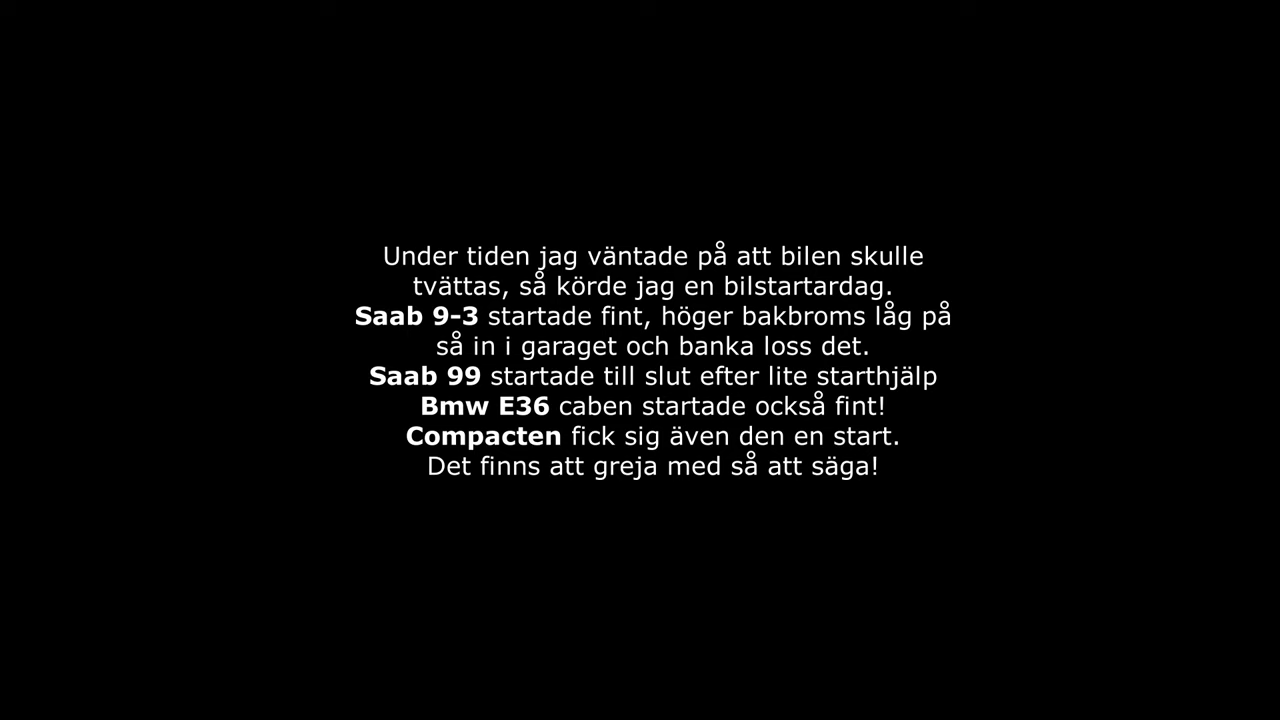 Under tiden jag väntade på att bilen skulle
tvättas, så körde jag en bilstartardag.
Saab 9-3 startade fint, höger bakbroms låg på
så in i garaget och banka loss det.
Saab 99 startade till slut efter lite starthjälp
Bmw E36 caben startade också fint!
Compacten fick sig även den en start.
Det finns att greja med så att säga!